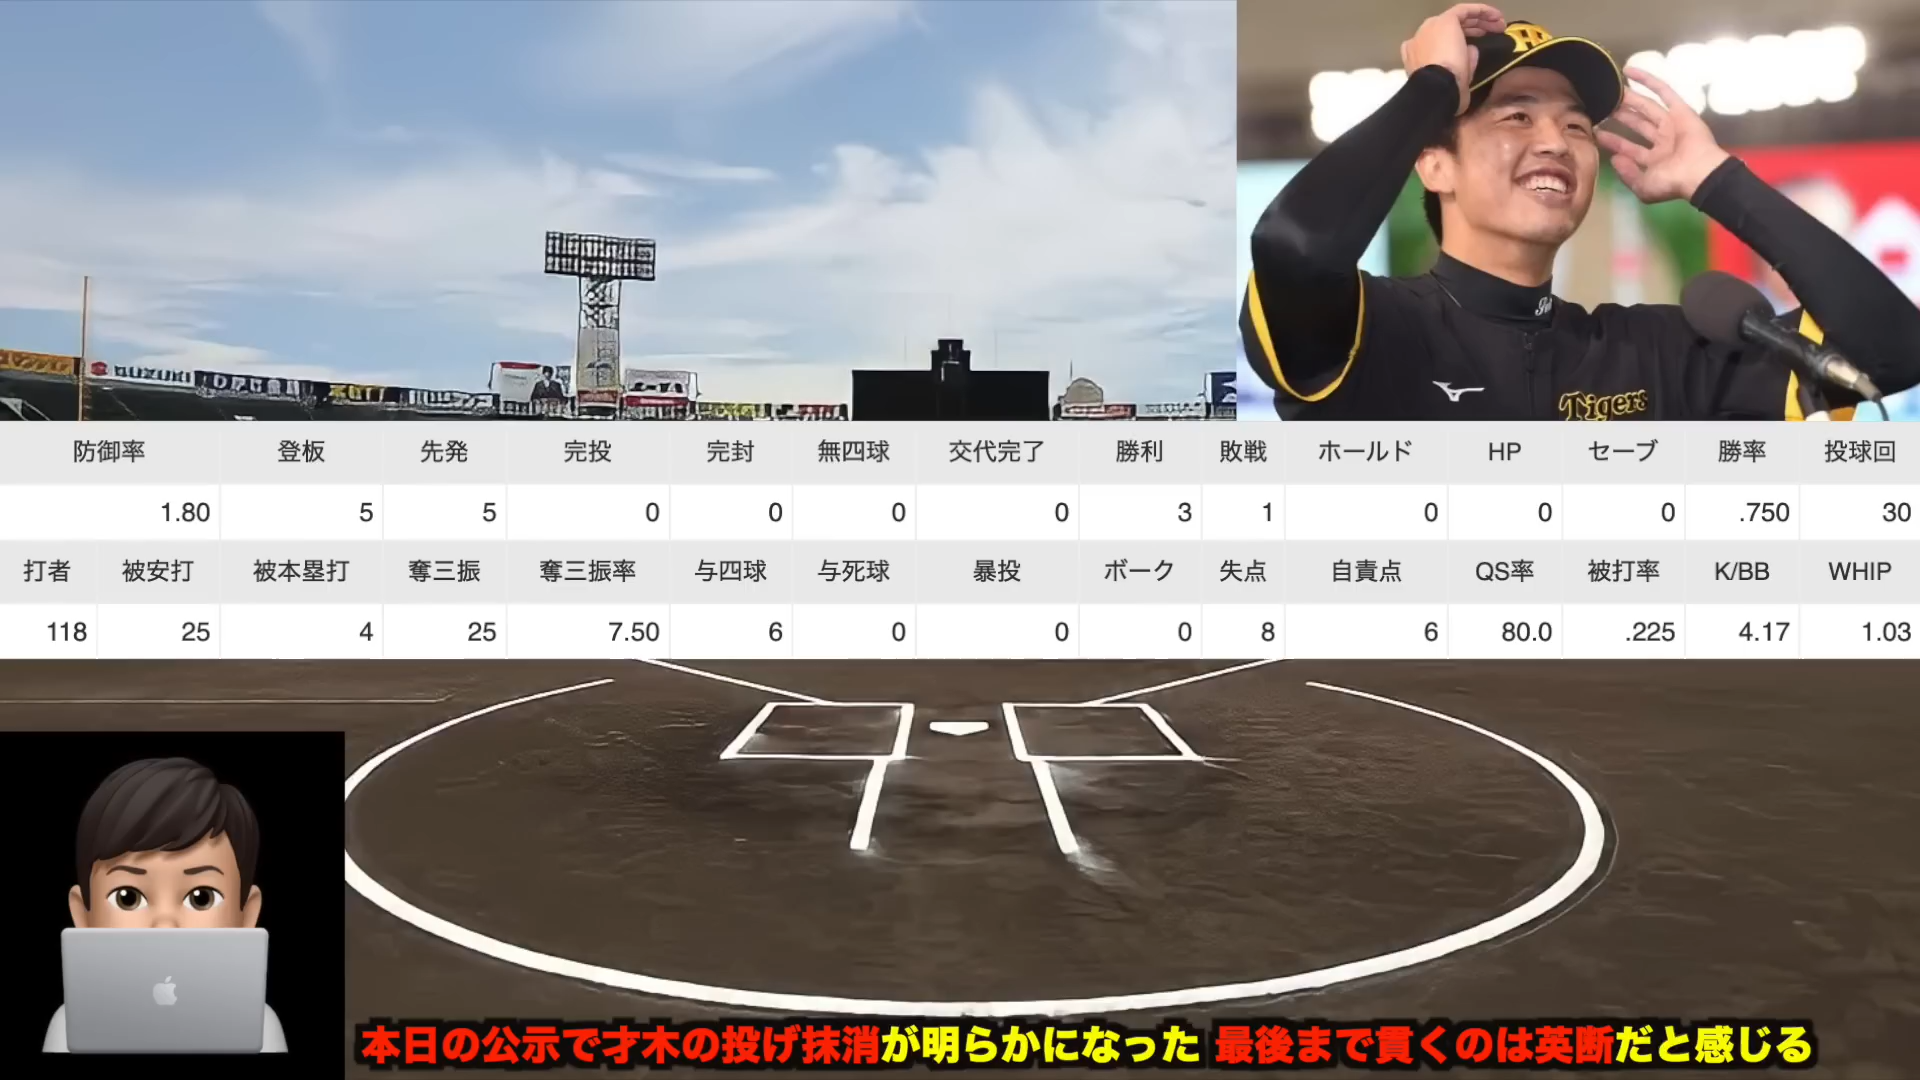 SUZUKI
Tigers
防御率 登板 先発 完投 完封 無四球 交代完了 勝利 敗戦 ホールド HP セーブ 勝率 投球回
1.80 5 5 0 0 0 0 3 1 0 0 0 .750 30
打者 被安打 被本塁打 奪三振 奪三振率 与四球 与死球 暴投 ボーク 失点 自責点 QS率 被打率 K/BB WHIP
118 25 4 25 7.50 6 0 0 0 8 6 80.0 .225 4.17 1.03
本日の公示で才木の投げ抹消が明らかになった 最後まで貫くのは英断だと感じる